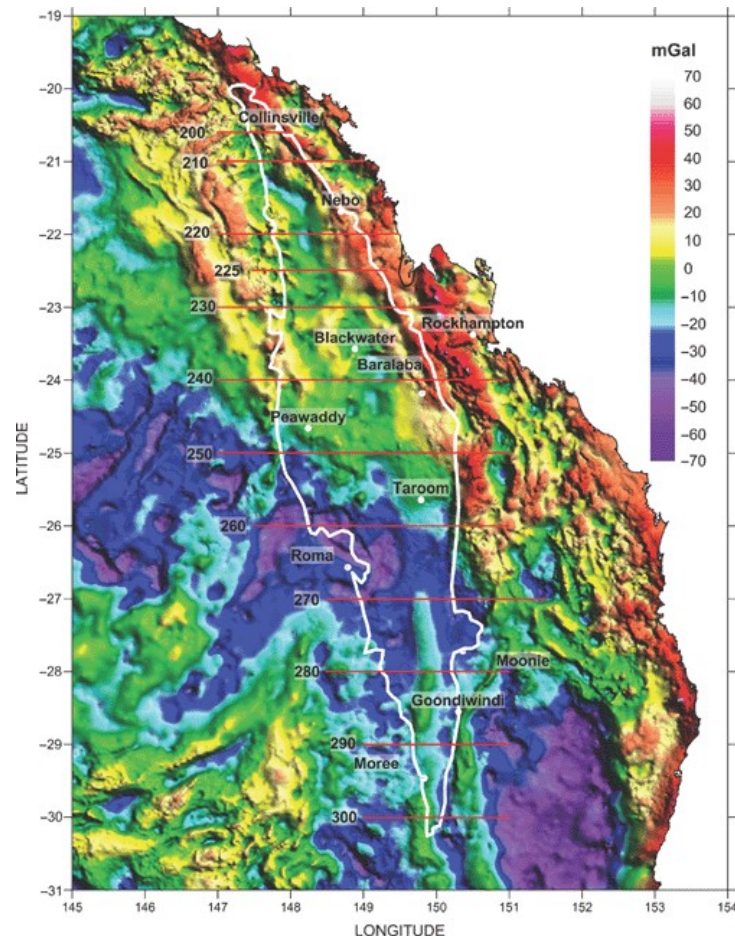 −19
mGal
70
60
50
40
30
20
10
0
−10
−20
−30
−40
−50
−60
−70
−20
Collinsville
200
−21
210
Nebo
−22
220
225
−23
230
Rockhampton
Blackwater
Baralaba
−24
240
Peawaddy
−25
250
Taroom
−26
260
Roma
−27
270
−28
280
Moonie
Goondiwindi
−29
290
Moree
−30
300
−31
LATITUDE
145 146 147 148 149 150 151 152 153 154
LONGITUDE